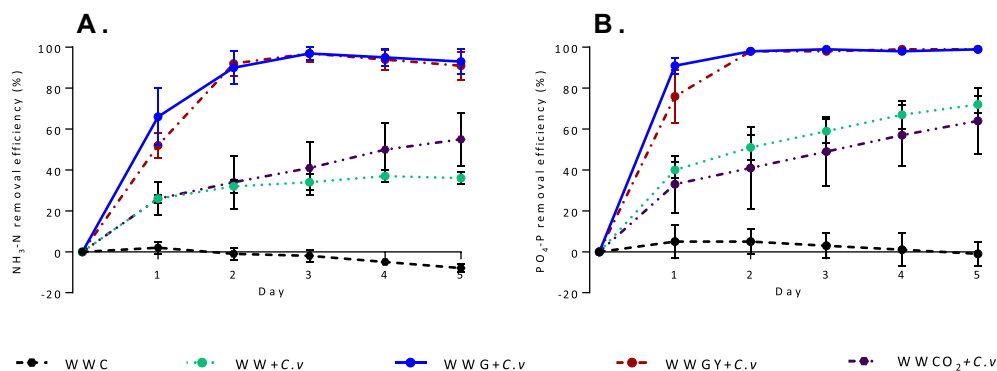 A.
B.
NH3-N removal efficiency (%)
100
80
60
40
20
0
-20
1 2 3 4 5
Day
PO4-P removal efficiency (%)
100
80
60
40
20
0
-20
1 2 3 4 5
Day
WWC WW+C.v WWG+C.v WWGY+C.v WWCO2+C.v